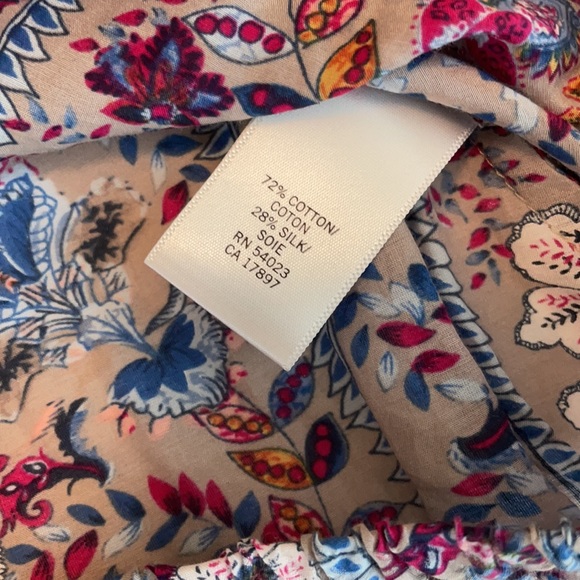 72% COTTON/
COTON
28% SILK/
SOIE
RN 54023
CA 17897